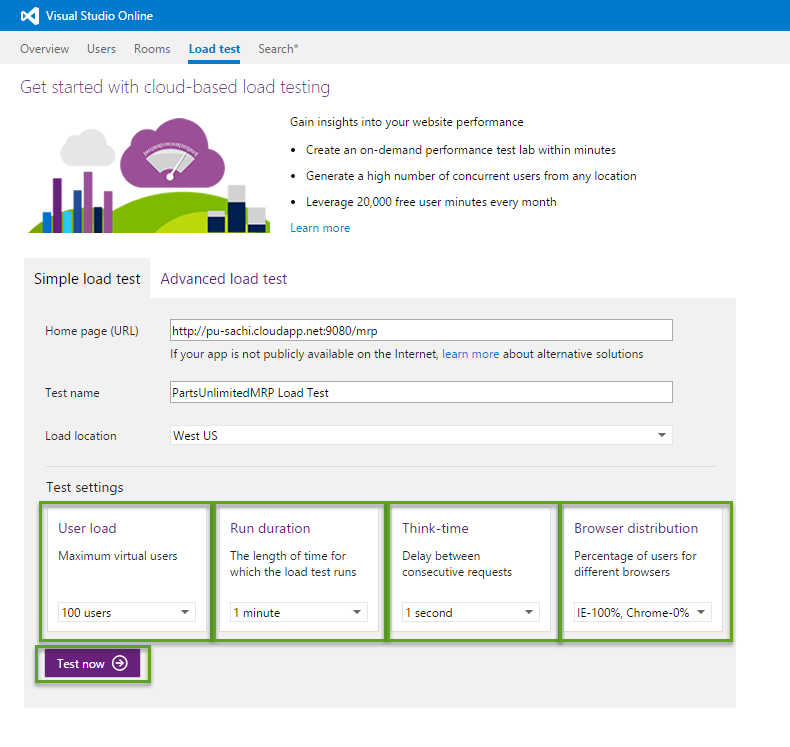 Visual Studio Online
Overview Users Rooms Load test Search*
Get started with cloud-based load testing
Gain insights into your website performance
• Create an on-demand performance test lab within minutes
• Generate a high number of concurrent users from any location
• Leverage 20,000 free user minutes every month
Learn more
Simple load test Advanced load test
Home page (URL) http://pu-sachi.cloudapp.net:9080/mrp
If your app is not publicly available on the Internet, learn more about alternative solutions
Test name PartsUnlimitedMRP Load Test
Load location West US
Test settings
User load
Maximum virtual users
100 users
Run duration
The length of time for
which the load test runs
1 minute
Think-time
Delay between
consecutive requests
1 second
Browser distribution
Percentage of users for
different browsers
IE-100%, Chrome-0%
Test now